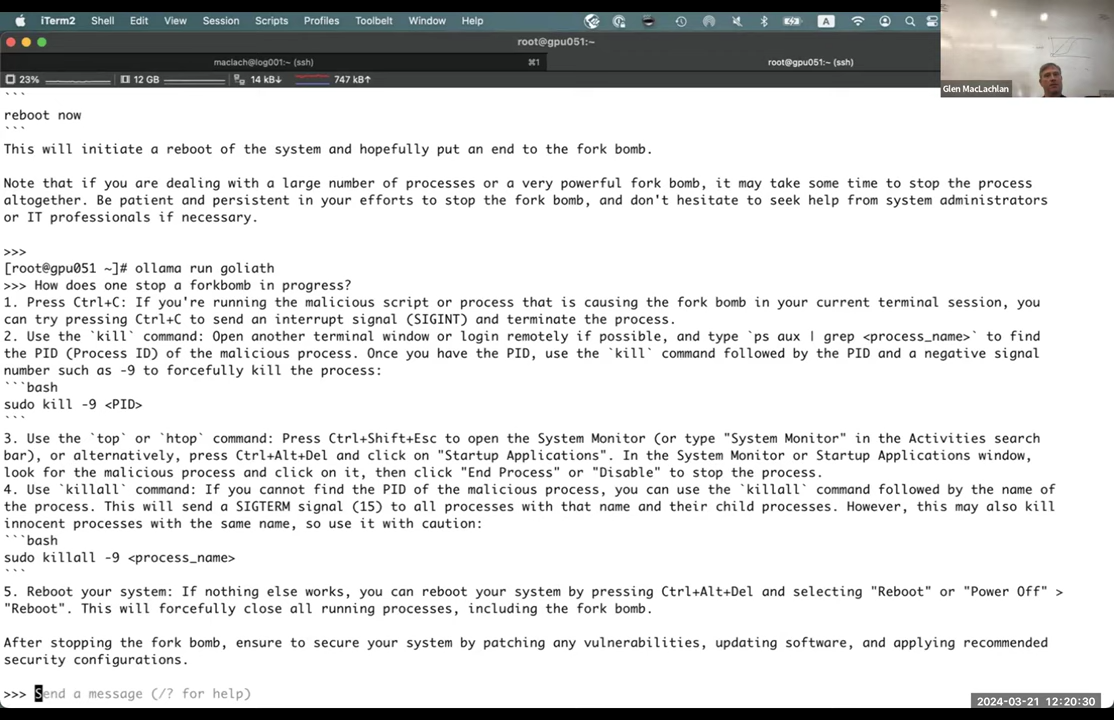 iTerm2 Shell Edit View Session Scripts Profiles Toolbelt Window Help A
root@gpu051:~
maclach@log001:~ (ssh) ⌘1 root@gpu051:~ (ssh)
23% 12 GB 14 kB↓ 747 kB↑
Glen MacLachlan
```
reboot now
```
This will initiate a reboot of the system and hopefully put an end to the fork bomb.
Note that if you are dealing with a large number of processes or a very powerful fork bomb, it may take some time to stop the process
altogether. Be patient and persistent in your efforts to stop the fork bomb, and don't hesitate to seek help from system administrators
or IT professionals if necessary.
>>>
[root@gpu051 ~]# ollama run goliath
>>> How does one stop a forkbomb in progress?
1. Press Ctrl+C: If you're running the malicious script or process that is causing the fork bomb in your current terminal session, you
can try pressing Ctrl+C to send an interrupt signal (SIGINT) and terminate the process.
2. Use the `kill` command: Open another terminal window or login remotely if possible, and type `ps aux | grep <process_name>` to find
the PID (Process ID) of the malicious process. Once you have the PID, use the `kill` command followed by the PID and a negative signal
number such as -9 to forcefully kill the process:
```bash
sudo kill -9 <PID>
```
3. Use the `top` or `htop` command: Press Ctrl+Shift+Esc to open the System Monitor (or type "System Monitor" in the Activities search
bar), or alternatively, press Ctrl+Alt+Del and click on "Startup Applications". In the System Monitor or Startup Applications window,
look for the malicious process and click on it, then click "End Process" or "Disable" to stop the process.
4. Use `killall` command: If you cannot find the PID of the malicious process, you can use the `killall` command followed by the name of
the process. This will send a SIGTERM signal (15) to all processes with that name and their child processes. However, this may also kill
innocent processes with the same name, so use it with caution:
```bash
sudo killall -9 <process_name>
```
5. Reboot your system: If nothing else works, you can reboot your system by pressing Ctrl+Alt+Del and selecting "Reboot" or "Power Off" >
"Reboot". This will forcefully close all running processes, including the fork bomb.
After stopping the fork bomb, ensure to secure your system by patching any vulnerabilities, updating software, and applying recommended
security configurations.
>>> Send a message (/? for help)
2024-03-21 12:20:30